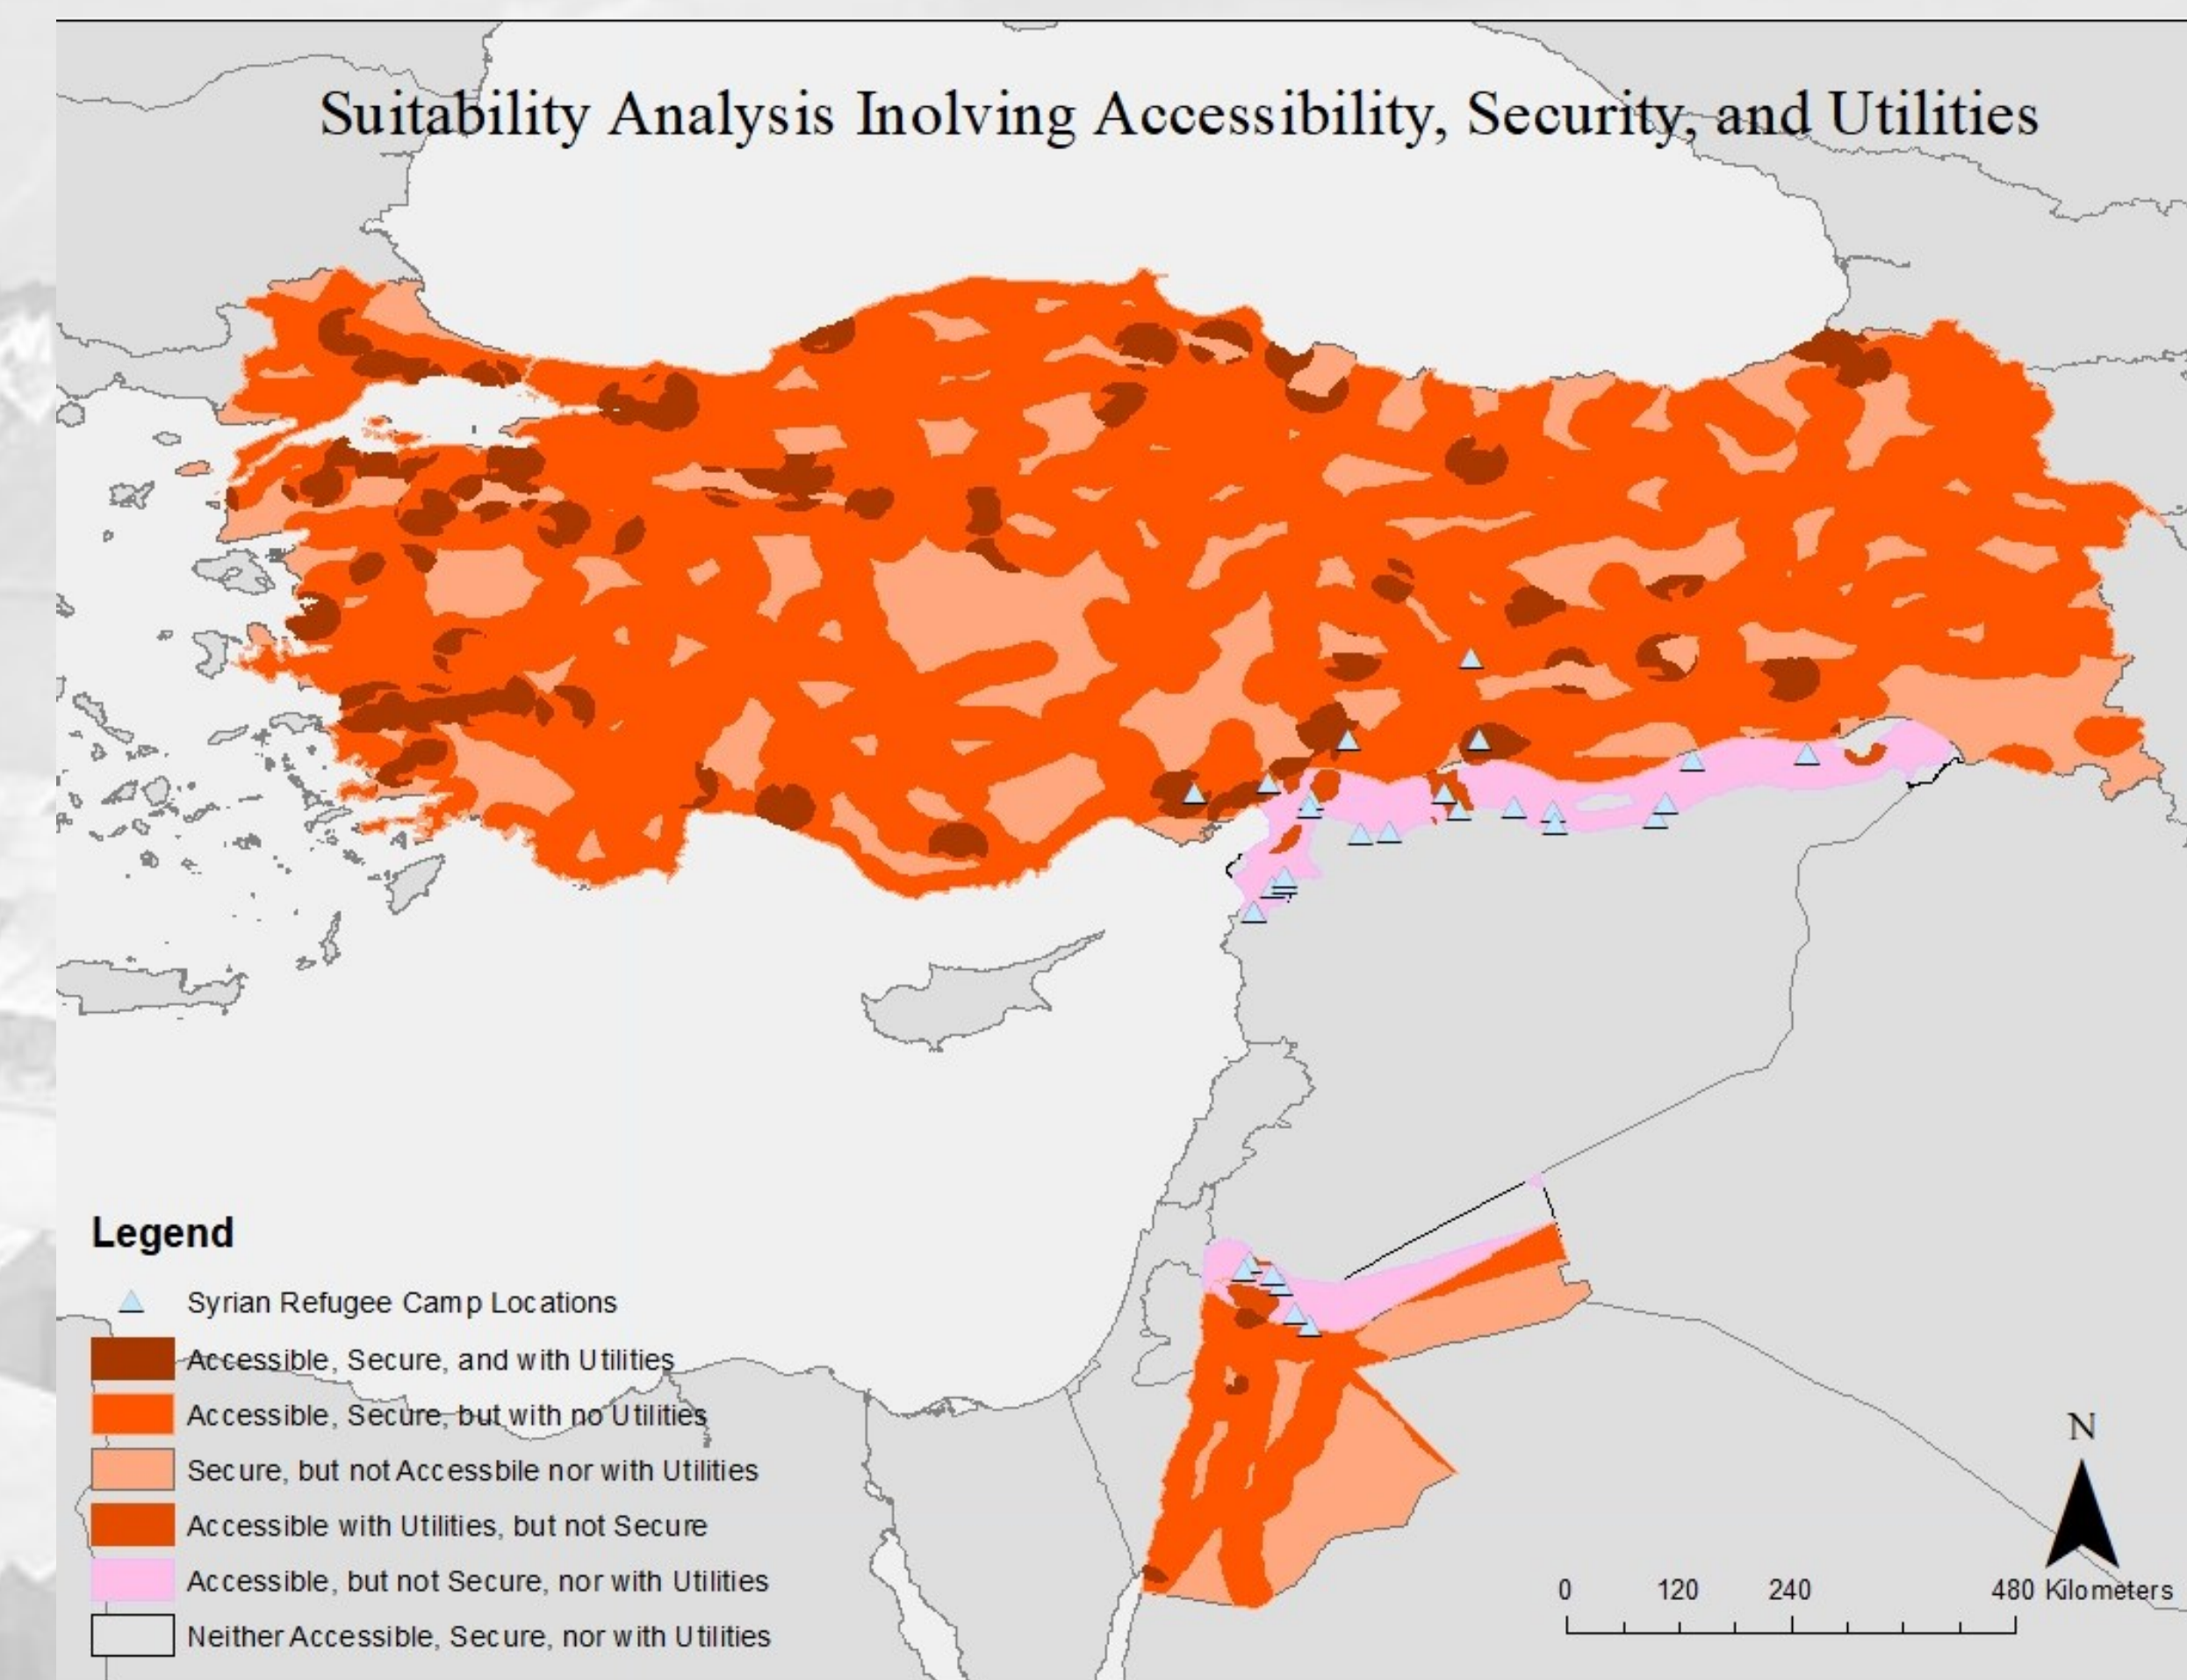 Suitability Analysis Inolving Accessibility, Security, and Utilities
Legend
Syrian Refugee Camp Locations
Accessible, Secure, and with Utilities
Accessible, Secure, but with no Utilities
Secure, but not Accessbile nor with Utilities
Accessible with Utilities, but not Secure
Accessible, but not Secure, nor with Utilities
Neither Accessible, Secure, nor with Utilities
N
0 120 240 480 Kilometers